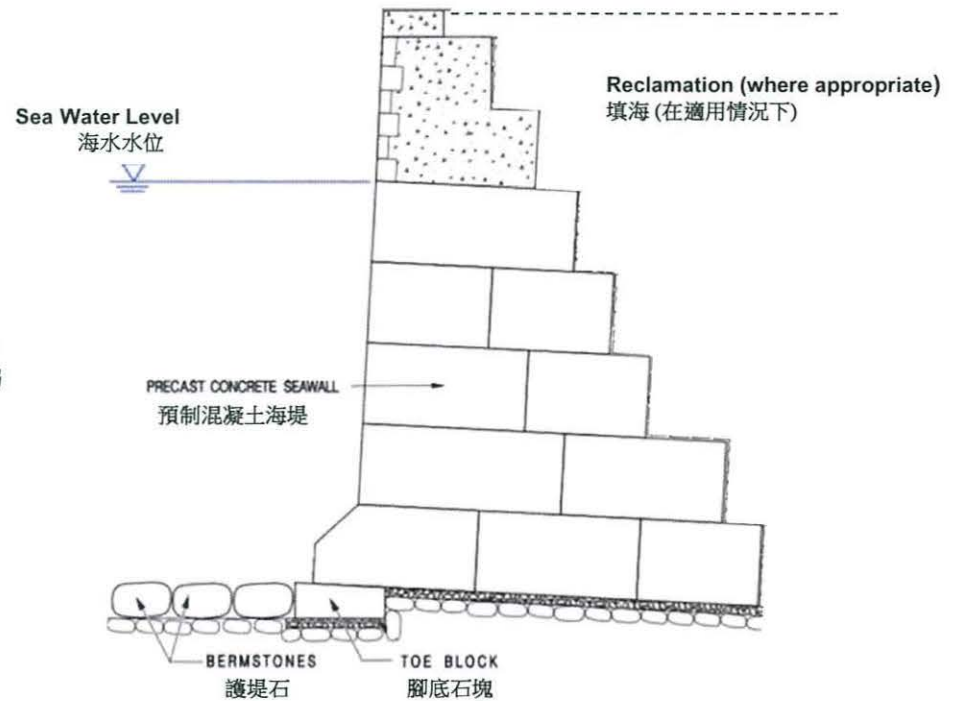 Reclamation (where appropriate)
填海 (在適用情況下)
Sea Water Level
海水水位
PRECAST CONCRETE SEAWALL
預制混凝土海堤
BERMSTONES
護堤石
TOE BLOCK
腳底石塊